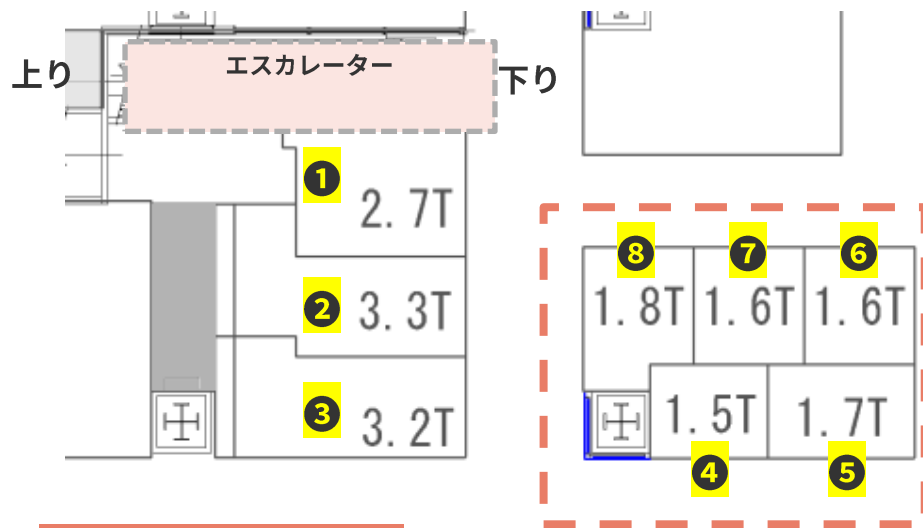 エスカレーター
上り
下り
❶
2.7T
❷
3.3T
❸
3.2T
❽
❼
❻
1.8T
1.6T
1.6T
1.5T
1.7T
❹
❺